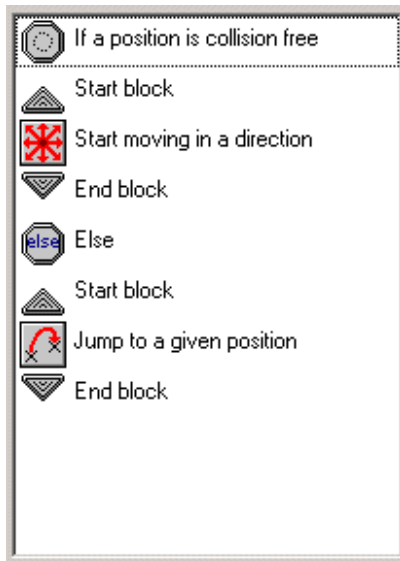 If a position is collision free
Start block
Start moving in a direction
End block
else Else
Start block
Jump to a given position
End block